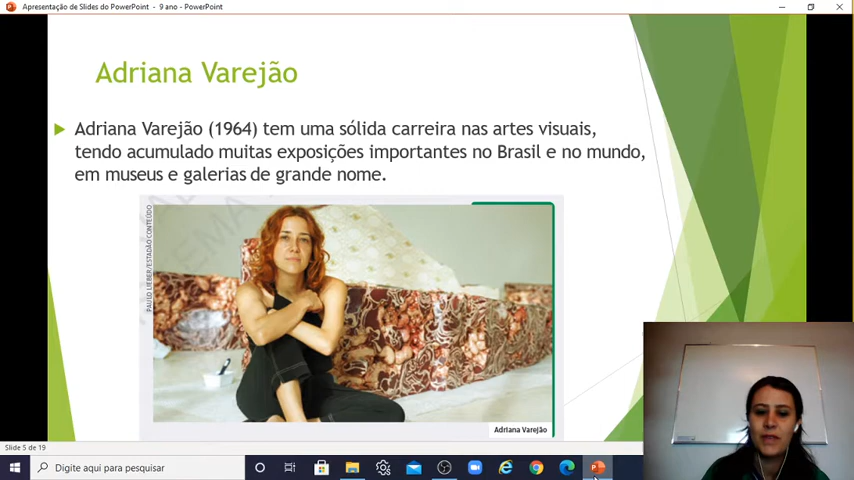 Apresentação de Slides do PowerPoint - 9 ano - PowerPoint
Adriana Varejão
Adriana Varejão (1964) tem uma sólida carreira nas artes visuais,
tendo acumulado muitas exposições importantes no Brasil e no mundo,
em museus e galerias de grande nome.
PAULO LIEBER/ESTADÃO CONTEÚDO
Adriana Varejão
Slide 5 de 19
Digite aqui para pesquisar